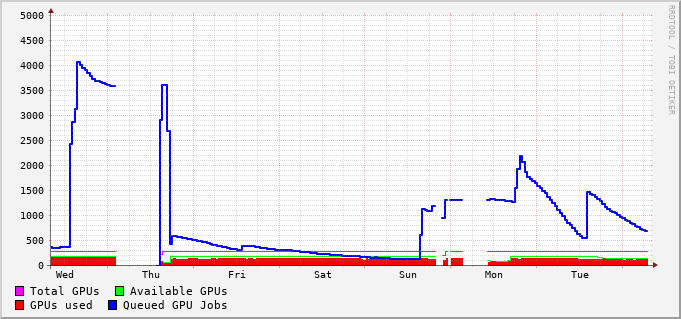 5000
4500
4000
3500
3000
2500
2000
1500
1000
500
0
Wed Thu Fri Sat Sun Mon Tue
Total GPUs Available GPUs
GPUs used Queued GPU Jobs
RRDTOOL / TOBI OETIKER